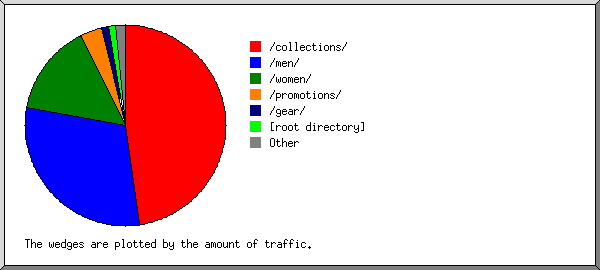 /collections/
/men/
/women/
/promotions/
/gear/
[root directory]
Other
The wedges are plotted by the amount of traffic.